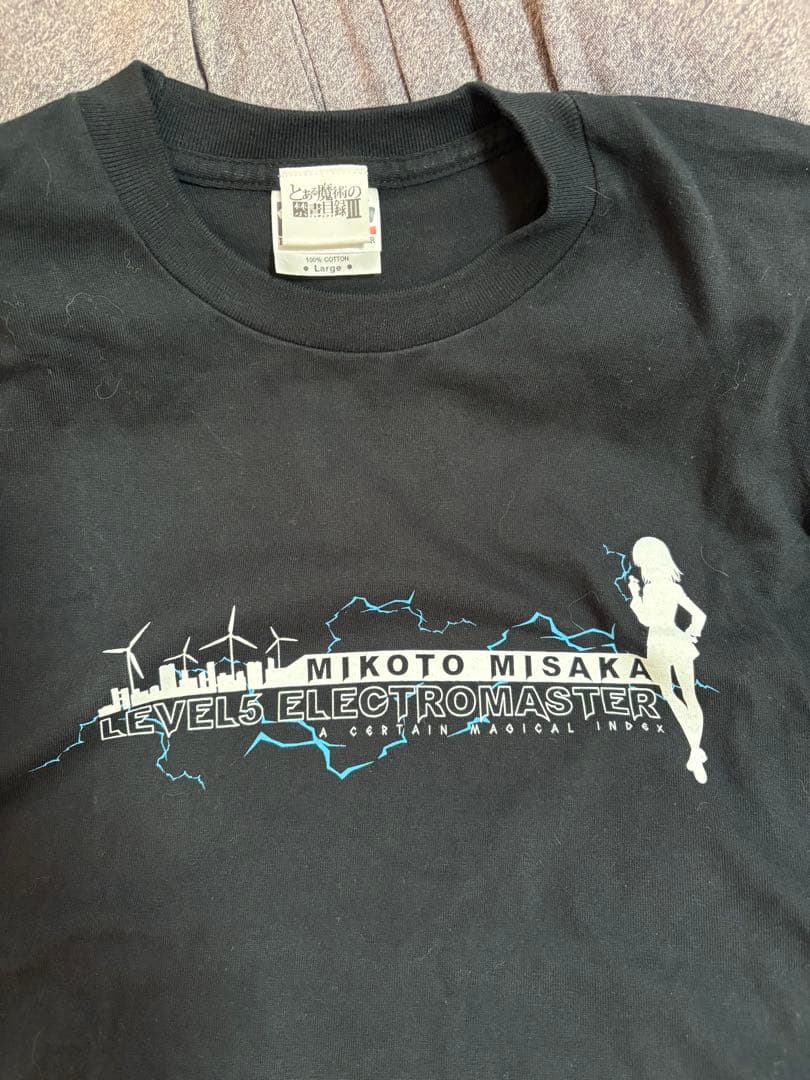 とある魔術の
禁書目録III
100% COTTON
• Large •
MIKOTO MISAKA
LEVEL5 ELECTROMASTER
A CERTAIN MAGICAL INDEX